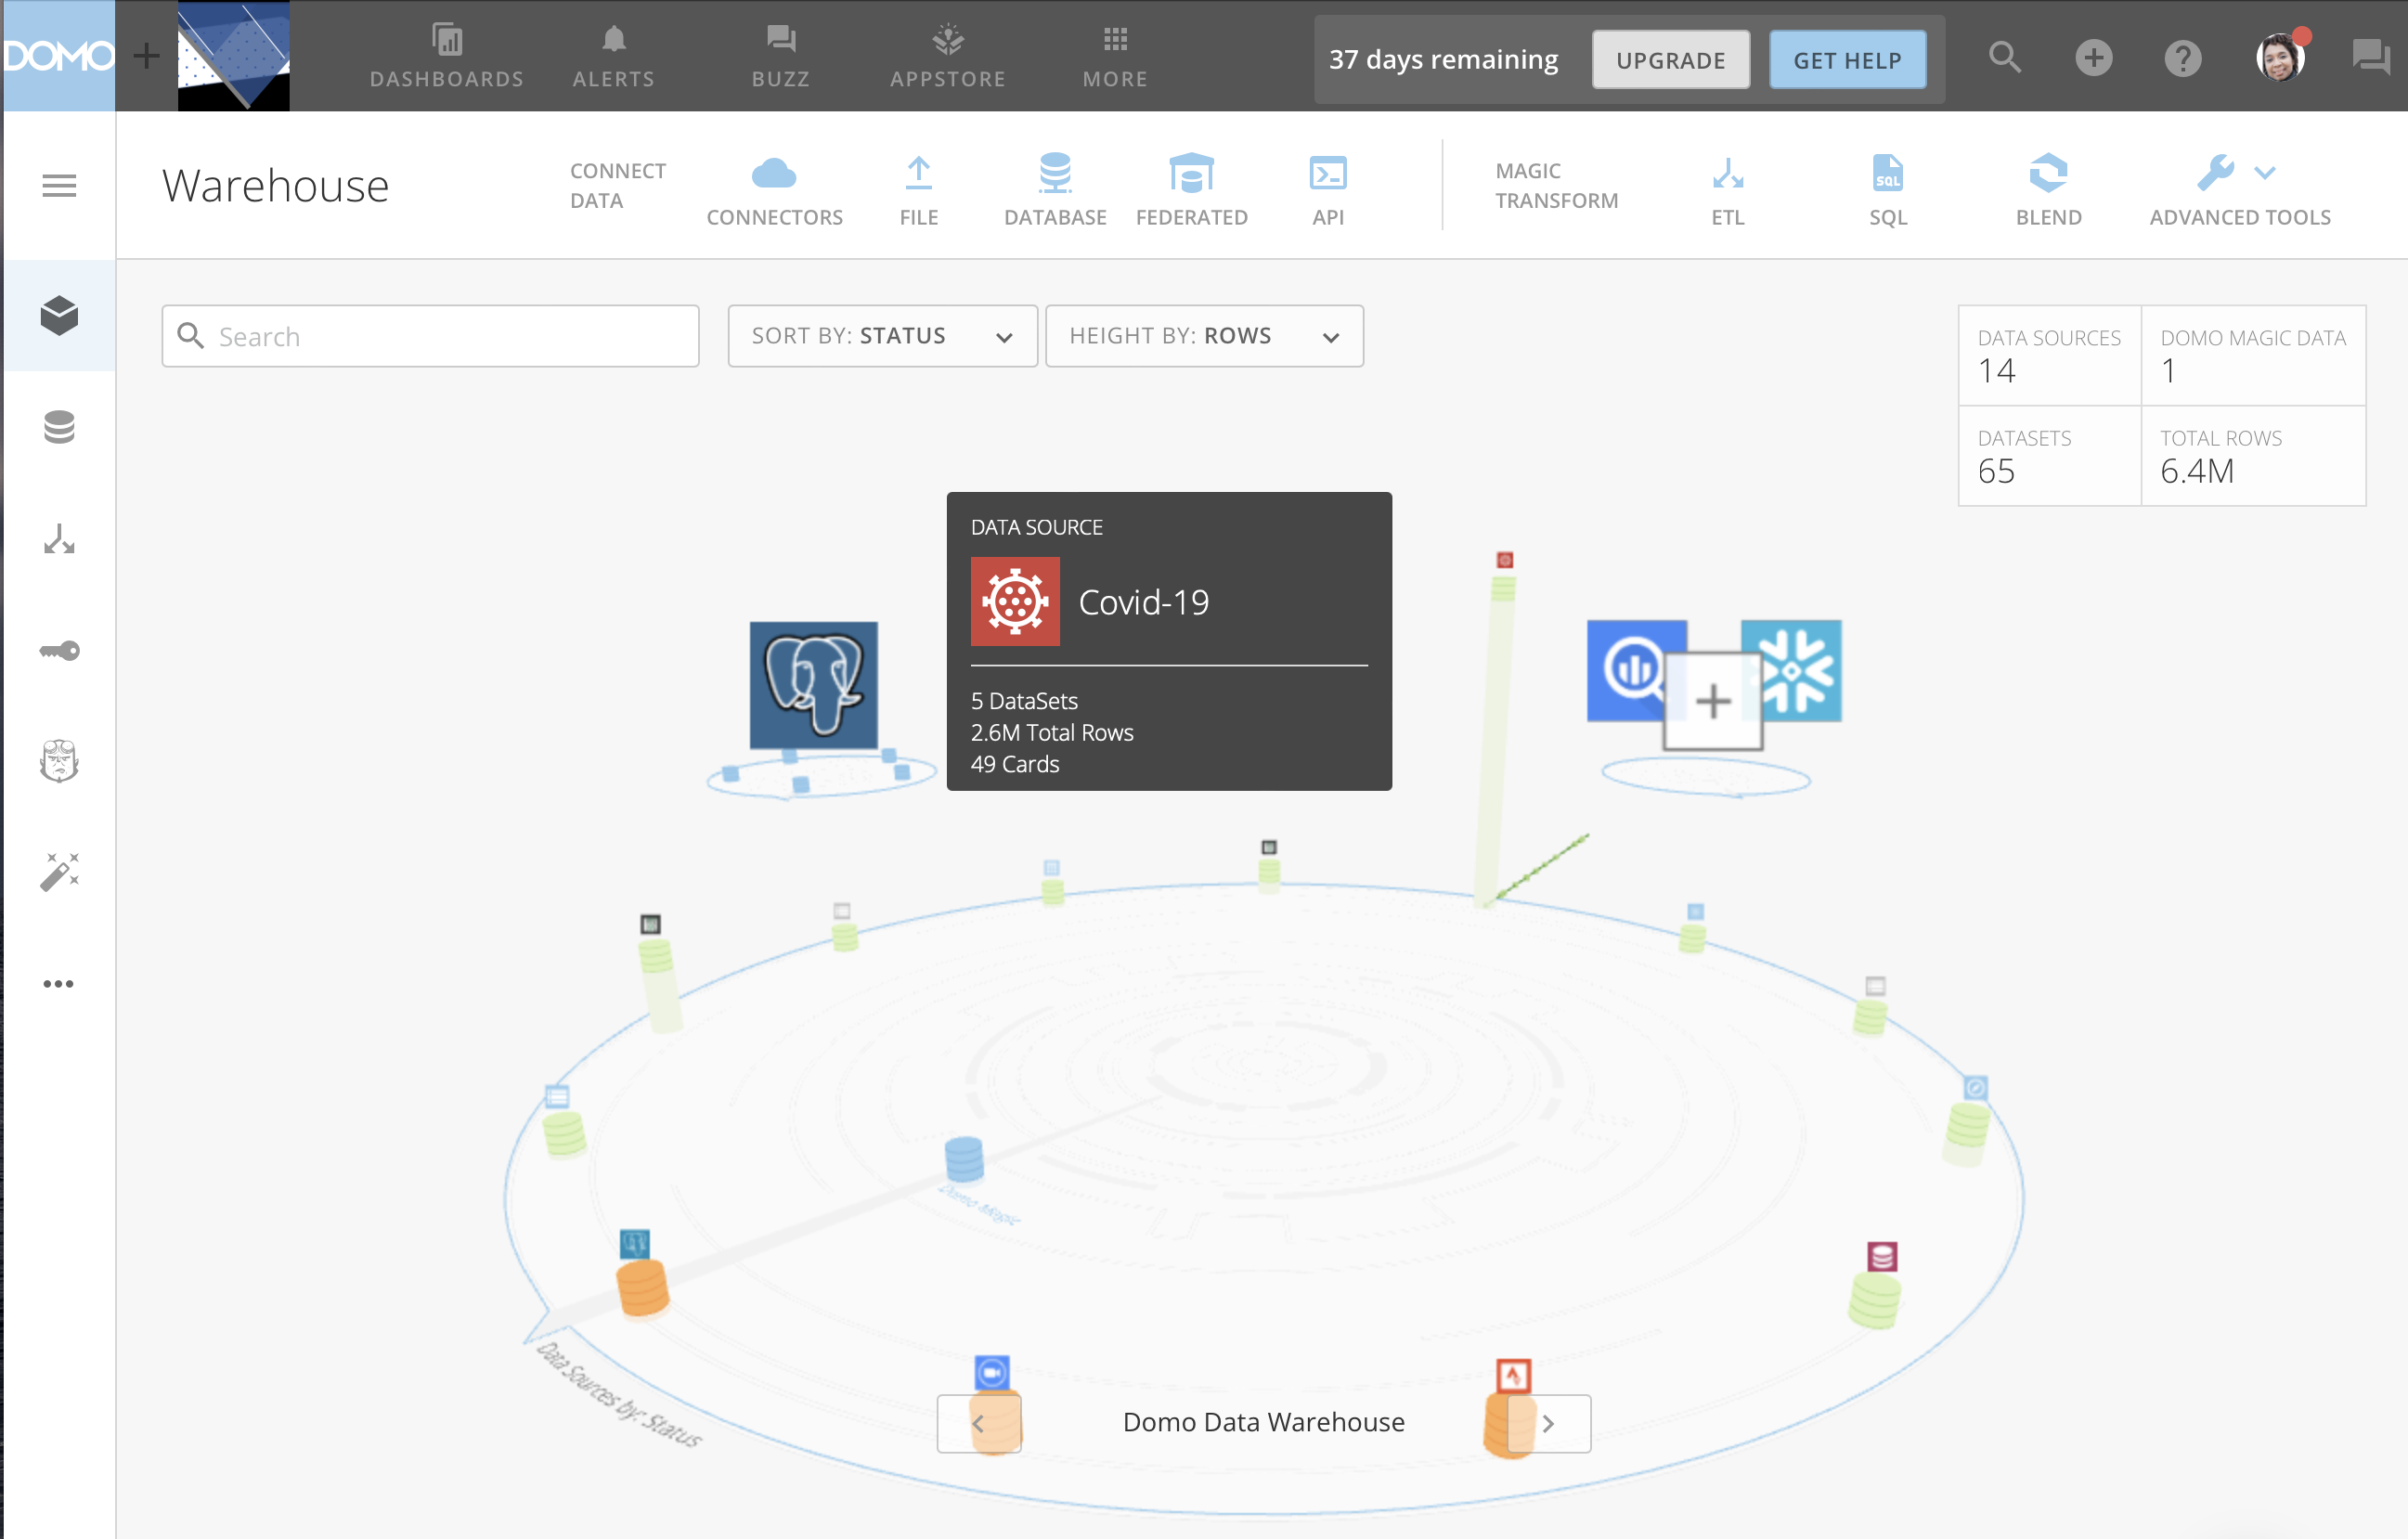 DOMO
DASHBOARDS
ALERTS
BUZZ
APPSTORE
MORE
37 days remaining
UPGRADE
GET HELP
Warehouse
CONNECT
DATA
CONNECTORS
FILE
DATABASE
FEDERATED
API
MAGIC
TRANSFORM
ETL
SQL
SQL
BLEND
ADVANCED TOOLS
Search
SORT BY: STATUS
HEIGHT BY: ROWS
DATA SOURCES
14
DOMO MAGIC DATA
1
DATASETS
65
TOTAL ROWS
6.4M
DATA SOURCE
Covid-19
5 DataSets
2.6M Total Rows
49 Cards
Domo Magic
Data Sources by: Status
Domo Data Warehouse